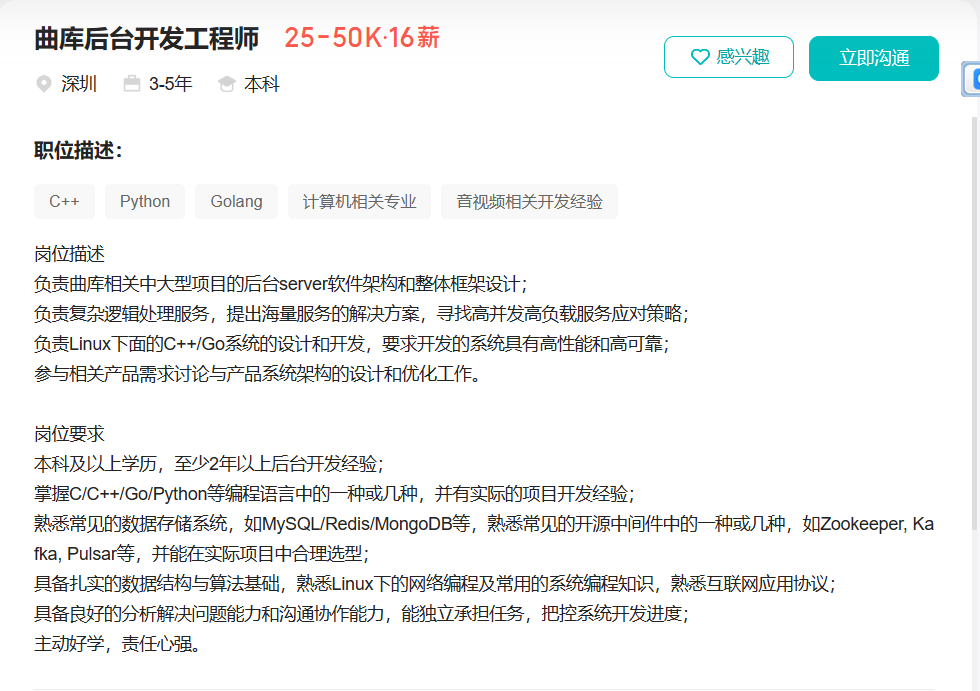 曲库后台开发工程师 25-50K·16薪
感兴趣 立即沟通
深圳 3-5年 本科
职位描述：
C++ Python Golang 计算机相关专业 音视频相关开发经验
岗位描述
负责曲库相关中大型项目的后台server软件架构和整体框架设计；
负责复杂逻辑处理服务，提出海量服务的解决方案，寻找高并发高负载服务应对策略；
负责Linux下面的C++/Go系统的设计和开发，要求开发的系统具有高性能和高可靠；
参与相关产品需求讨论与产品系统架构的设计和优化工作。
岗位要求
本科及以上学历，至少2年以上后台开发经验；
掌握C/C++/Go/Python等编程语言中的一种或几种，并有实际的项目开发经验；
熟悉常见的数据存储系统，如MySQL/Redis/MongoDB等，熟悉常见的开源中间件中的一种或几种，如Zookeeper, Ka
fka, Pulsar等，并能在实际项目中合理选型；
具备扎实的数据结构与算法基础，熟悉Linux下的网络编程及常用的系统编程知识，熟悉互联网应用协议；
具备良好的分析解决问题能力和沟通协作能力，能独立承担任务，把控系统开发进度；
主动好学，责任心强。